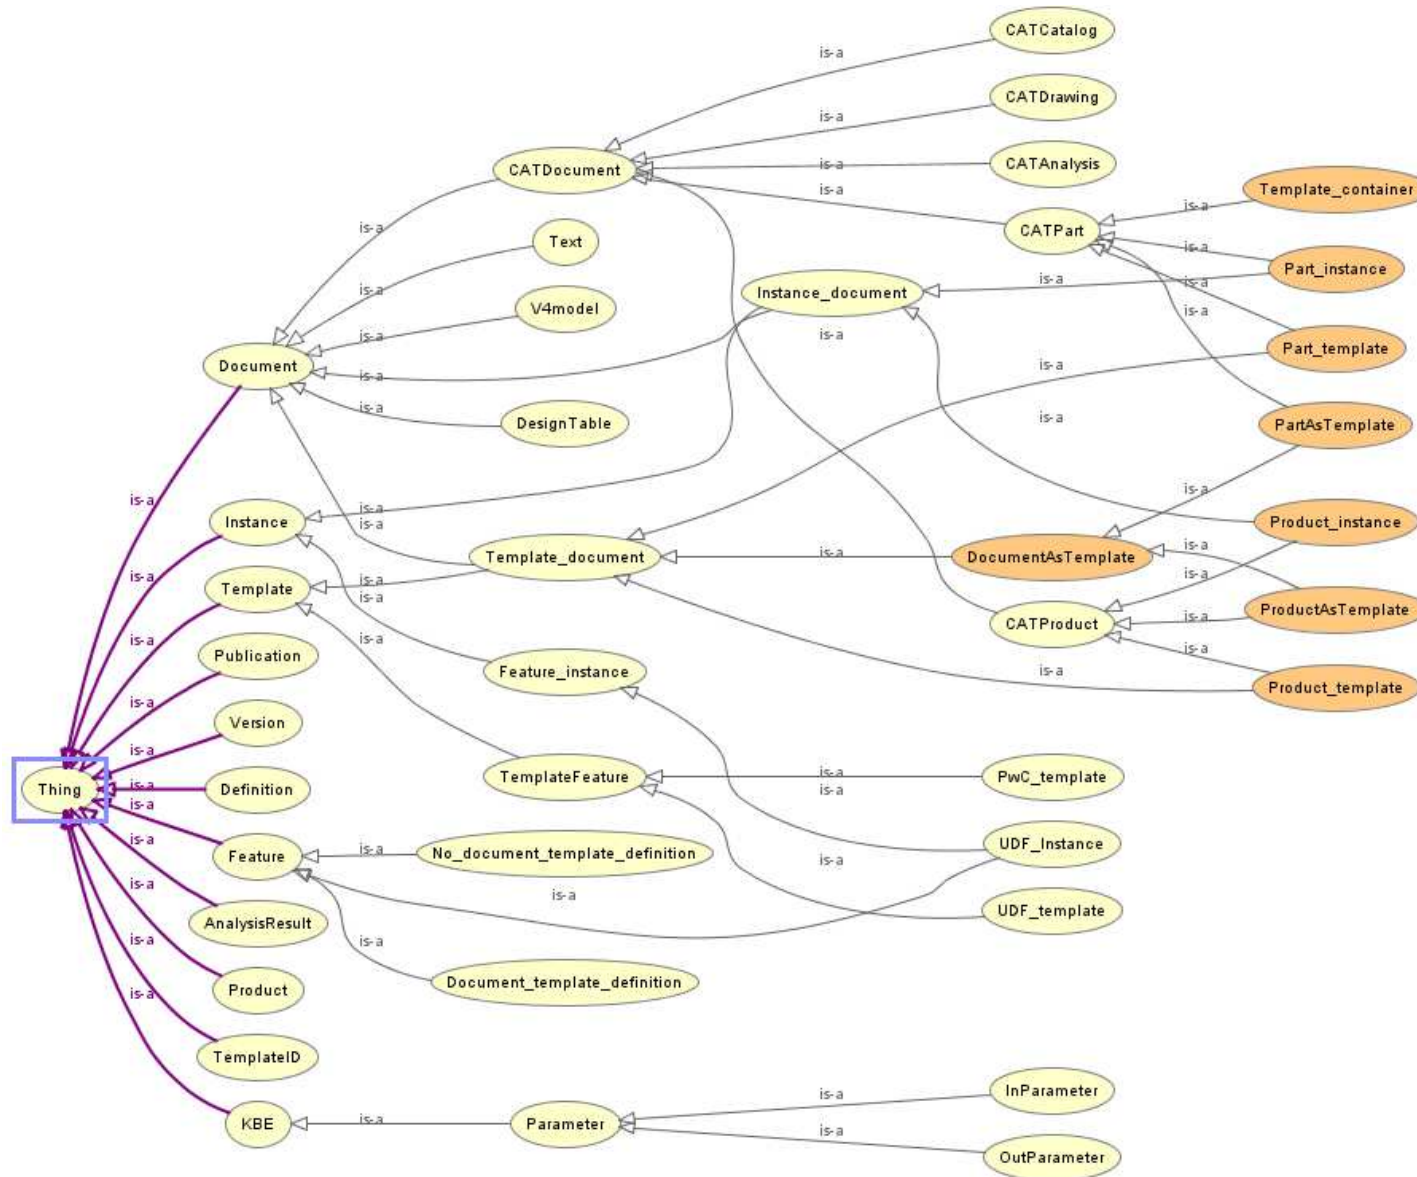 CATCatalog
is-a
CATDrawing
is-a
CATDocument
is-a
CATAnalysis
is-a
Template_container
is-a
CATPart
is-a
Text
is-a
Part_instance
is-a
is-a
Instance_document
is-a
V4model
is-a
is-a
is-a
Part_template
is-a
Document
is-a
DesignTable
is-a
is-a
PartAsTemplate
is-a
is-a
is-a
Instance
is-a
is-a
Product_instance
Template_document
is-a
DocumentAsTemplate
is-a
is-a
Template
is-a
is-a
is-a
ProductAsTemplate
CATProduct
is-a
is-a
Publication
is-a
Feature_instance
is-a
is-a
Product_template
Version
is-a
is-a
Thing
Definition
is-a
TemplateFeature
is-a
is-a
PwC_template
is-a
Feature
is-a
No_document_template_definition
UDF_Instance
is-a
is-a
AnalysisResult
is-a
UDF_template
is-a
is-a
Product
Document_template_definition
is-a
TemplateID
KBE
is-a
Parameter
is-a
InParameter
is-a
OutParameter